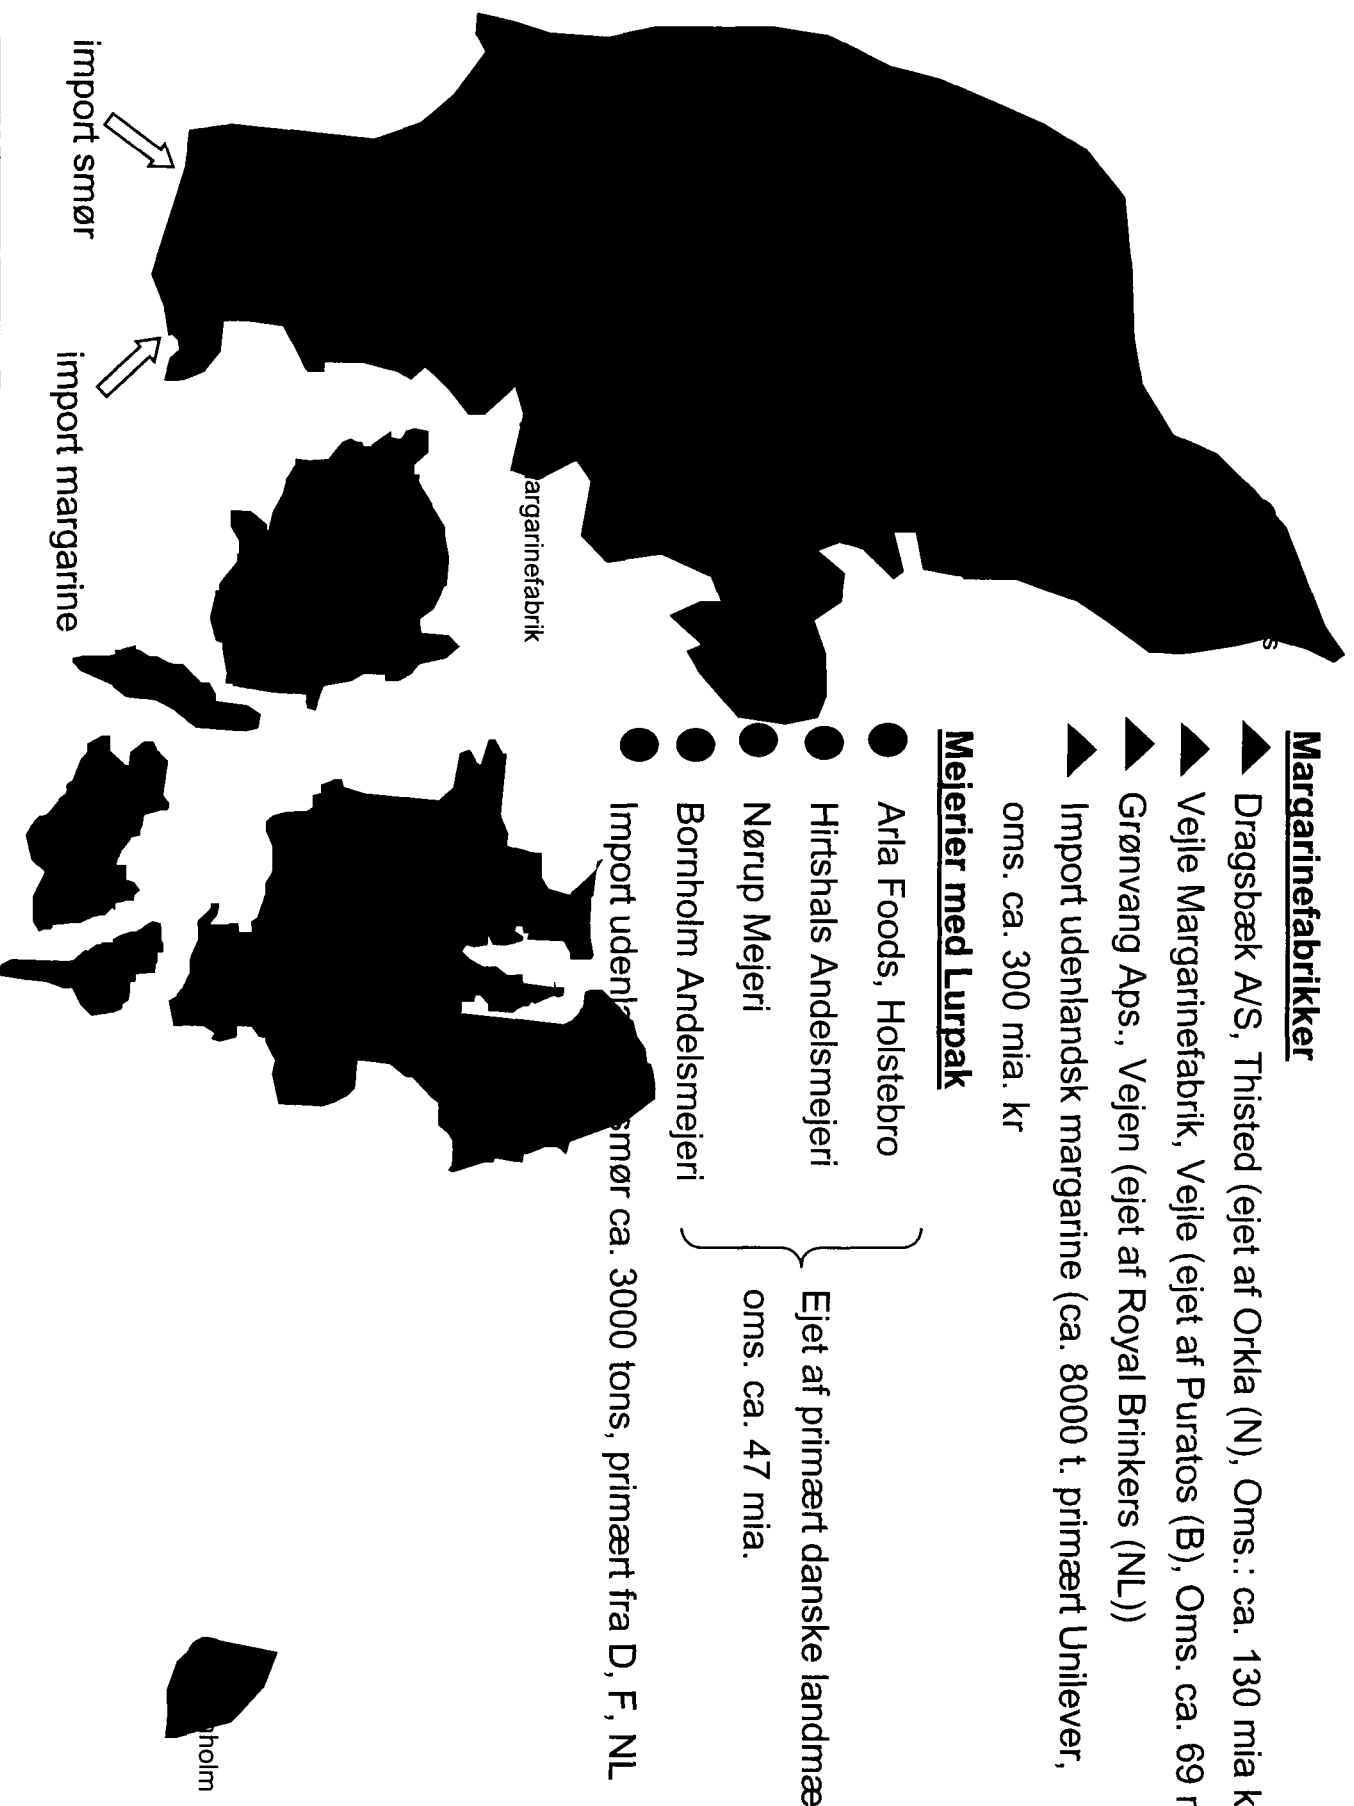 Margarinefabrikker
Dragsbæk A/S, Thisted (ejet af Orkla (N), Oms.: ca. 130 mia k
Vejle Margarinefabrik, Vejle (ejet af Puratos (B), Oms. ca. 69
Grønvang Aps., Vejen (ejet af Royal Brinkers (NL))
Import udenlandsk margarine (ca. 8000 t. primært Unilever,
oms. ca. 300 mia. kr
Mejerier med Lurpak
Arla Foods, Holstebro
Hirtshals Andelsmejeri
Nørup Mejeri
Bornholm Andelsmejeri
Import udenl smør ca. 3000 tons, primært fra D, F, NL
Ejet af primært danske landmæ
oms. ca. 47 mia.
s
argarinefabrik
import smør
import margarine
holm